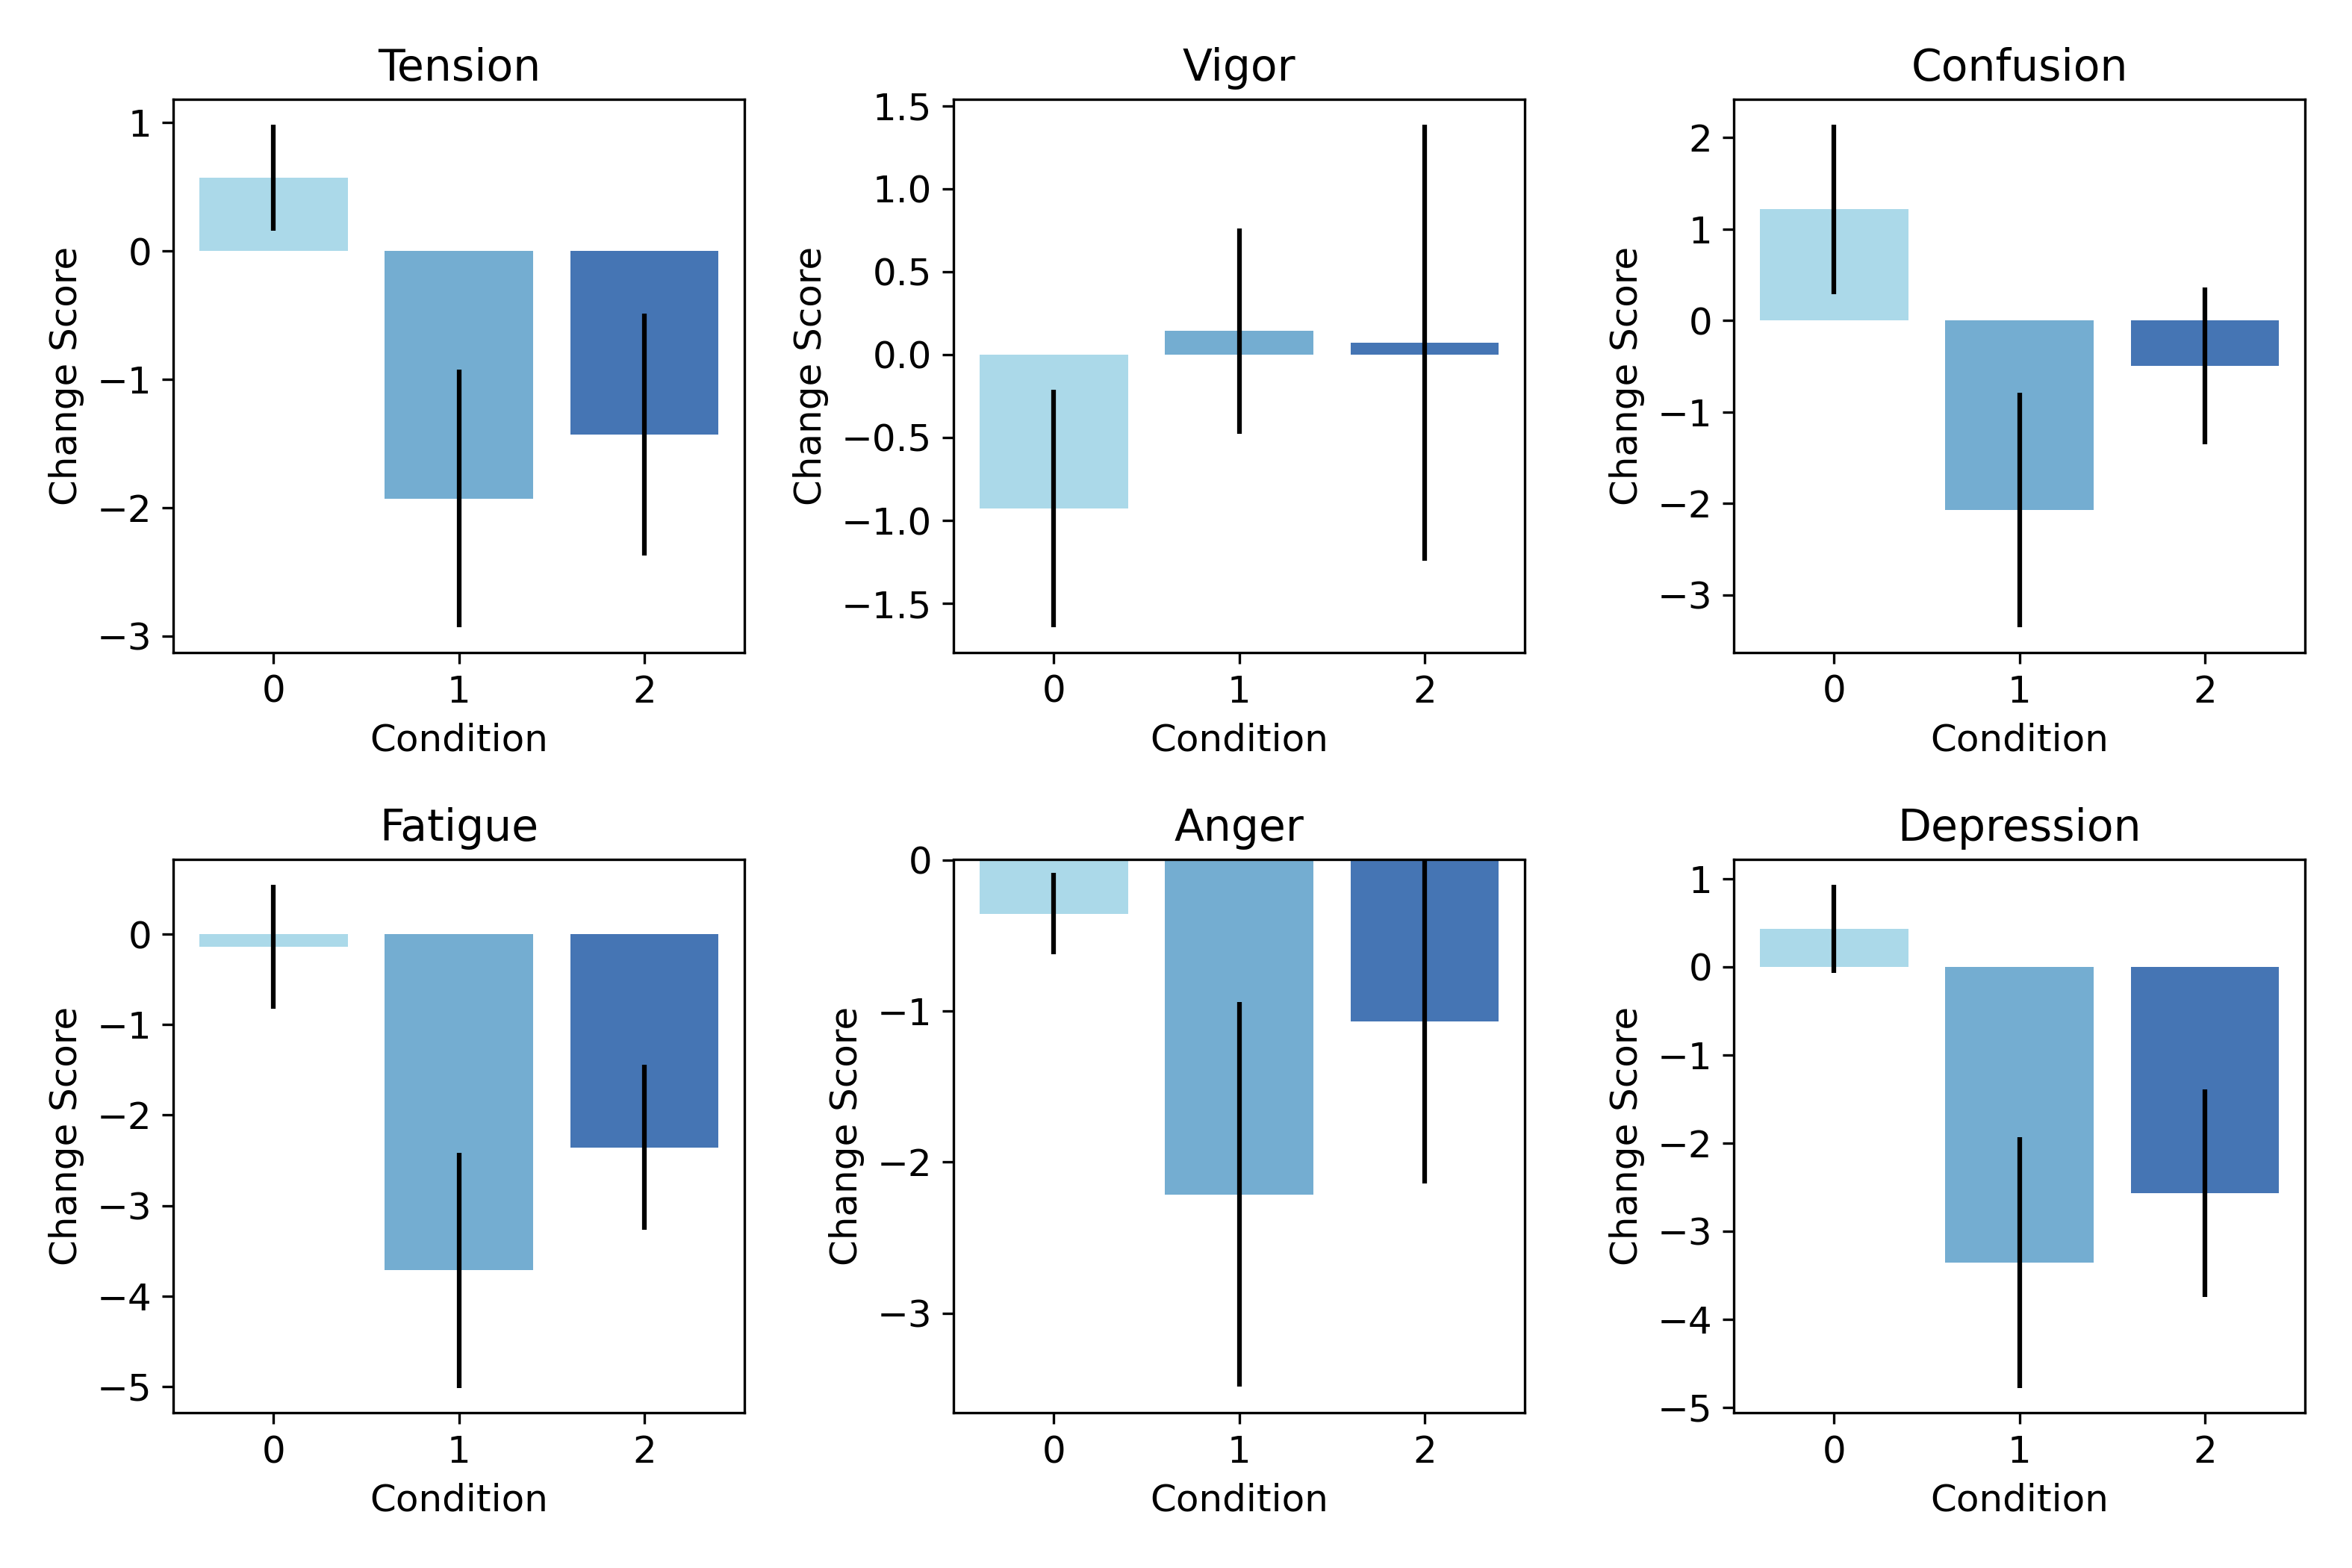 Tension
1
0
−1
−2
−3
Change Score
0 1 2
Condition
Vigor
1.5
1.0
0.5
0.0
−0.5
−1.0
−1.5
Change Score
0 1 2
Condition
Confusion
2
1
0
−1
−2
−3
Change Score
0 1 2
Condition
Fatigue
0
−1
−2
−3
−4
−5
Change Score
0 1 2
Condition
Anger
0
−1
−2
−3
Change Score
0 1 2
Condition
Depression
1
0
−1
−2
−3
−4
−5
Change Score
0 1 2
Condition